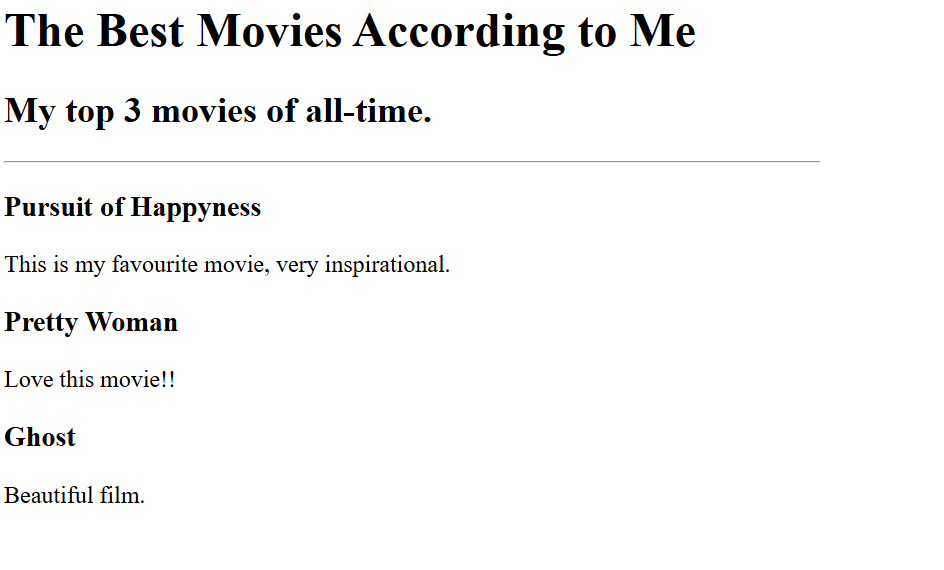 The Best Movies According to Me
My top 3 movies of all-time.
Pursuit of Happyness
This is my favourite movie, very inspirational.
Pretty Woman
Love this movie!!
Ghost
Beautiful film.